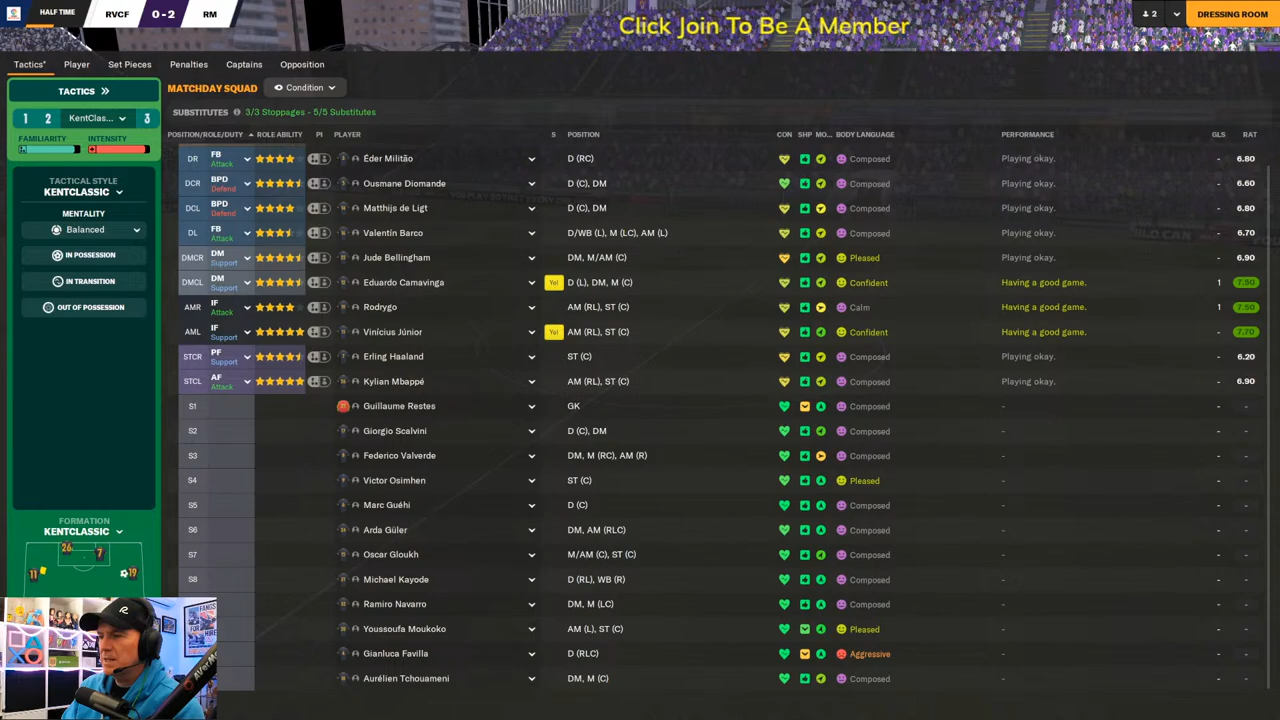 HALF TIME RVCF 0-2 RM
Click Join To Be A Member
2 DRESSING ROOM
Tactics* Player Set Pieces Penalties Captains Opposition
TACTICS
1 2 KentClas... 3
FAMILIARITY INTENSITY
TACTICAL STYLE
KENTCLASSIC
MENTALITY
Balanced
IN POSSESSION
IN TRANSITION
OUT OF POSSESSION
FORMATION
KENTCLASSIC
26 7
11 19
MATCHDAY SQUAD Condition
SUBSTITUTES 3/3 Stoppages - 5/5 Substitutes
POSITION/ROLE/DUTY ROLE ABILITY PI PLAYER S POSITION CON SHP MO... BODY LANGUAGE PERFORMANCE GLS RAT
DR FB Attack Éder Militão D (RC) Composed Playing okay. - 6.80
DCR BPD Defend Ousmane Diomande D (C), DM Composed Playing okay. - 6.60
DCL BPD Defend Matthijs de Ligt D (C), DM Composed Playing okay. - 6.80
DL FB Attack Valentín Barco D/WB (L), M (LC), AM (L) Composed Playing okay. - 6.70
DMCR DM Support Jude Bellingham DM, M/AM (C) Pleased Playing okay. - 6.90
DMCL DM Support Eduardo Camavinga Yel D (L), DM, M (C) Confident Having a good game. 1 7.50
AMR IF Attack Rodrygo AM (RL), ST (C) Calm Having a good game. 1 7.50
AML IF Support Vinícius Júnior Yel AM (RL), ST (C) Confident Having a good game. - 7.70
STCR PF Support Erling Haaland ST (C) Composed Playing okay. - 6.20
STCL AF Attack Kylian Mbappé AM (RL), ST (C) Composed Playing okay. - 6.90
S1 Guillaume Restes GK Composed - - -
S2 Giorgio Scalvini D (C), DM Composed - - -
S3 Federico Valverde DM, M (RC), AM (R) Composed - - -
S4 Victor Osimhen ST (C) Pleased - - -
S5 Marc Guéhi D (C) Composed - - -
S6 Arda Güler DM, AM (RLC) Composed - - -
S7 Oscar Gloukh M/AM (C), ST (C) Composed - - -
S8 Michael Kayode D (RL), WB (R) Composed - - -
Ramiro Navarro DM, M (LC) Composed - - -
Youssoufa Moukoko AM (L), ST (C) Pleased - - -
Gianluca Favilla D (RLC) Aggressive - - -
Aurélien Tchouameni DM, M (C) Composed - - -